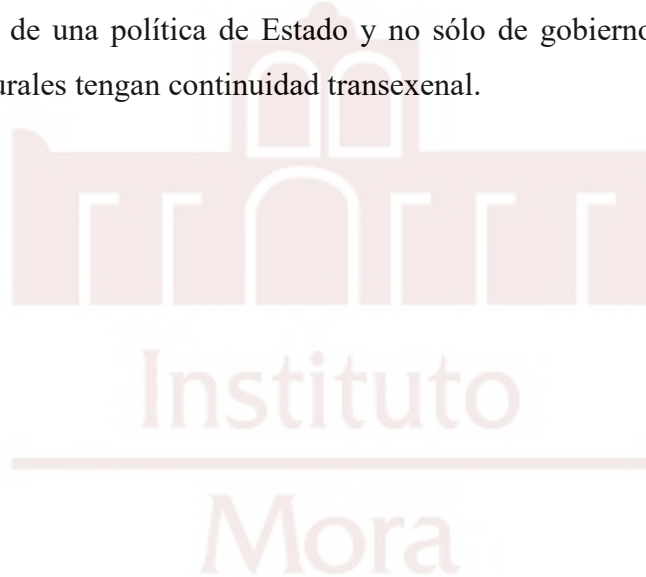 de una política de Estado y no sólo de gobierno
urales tengan continuidad transexenal.
Instituto
Mora